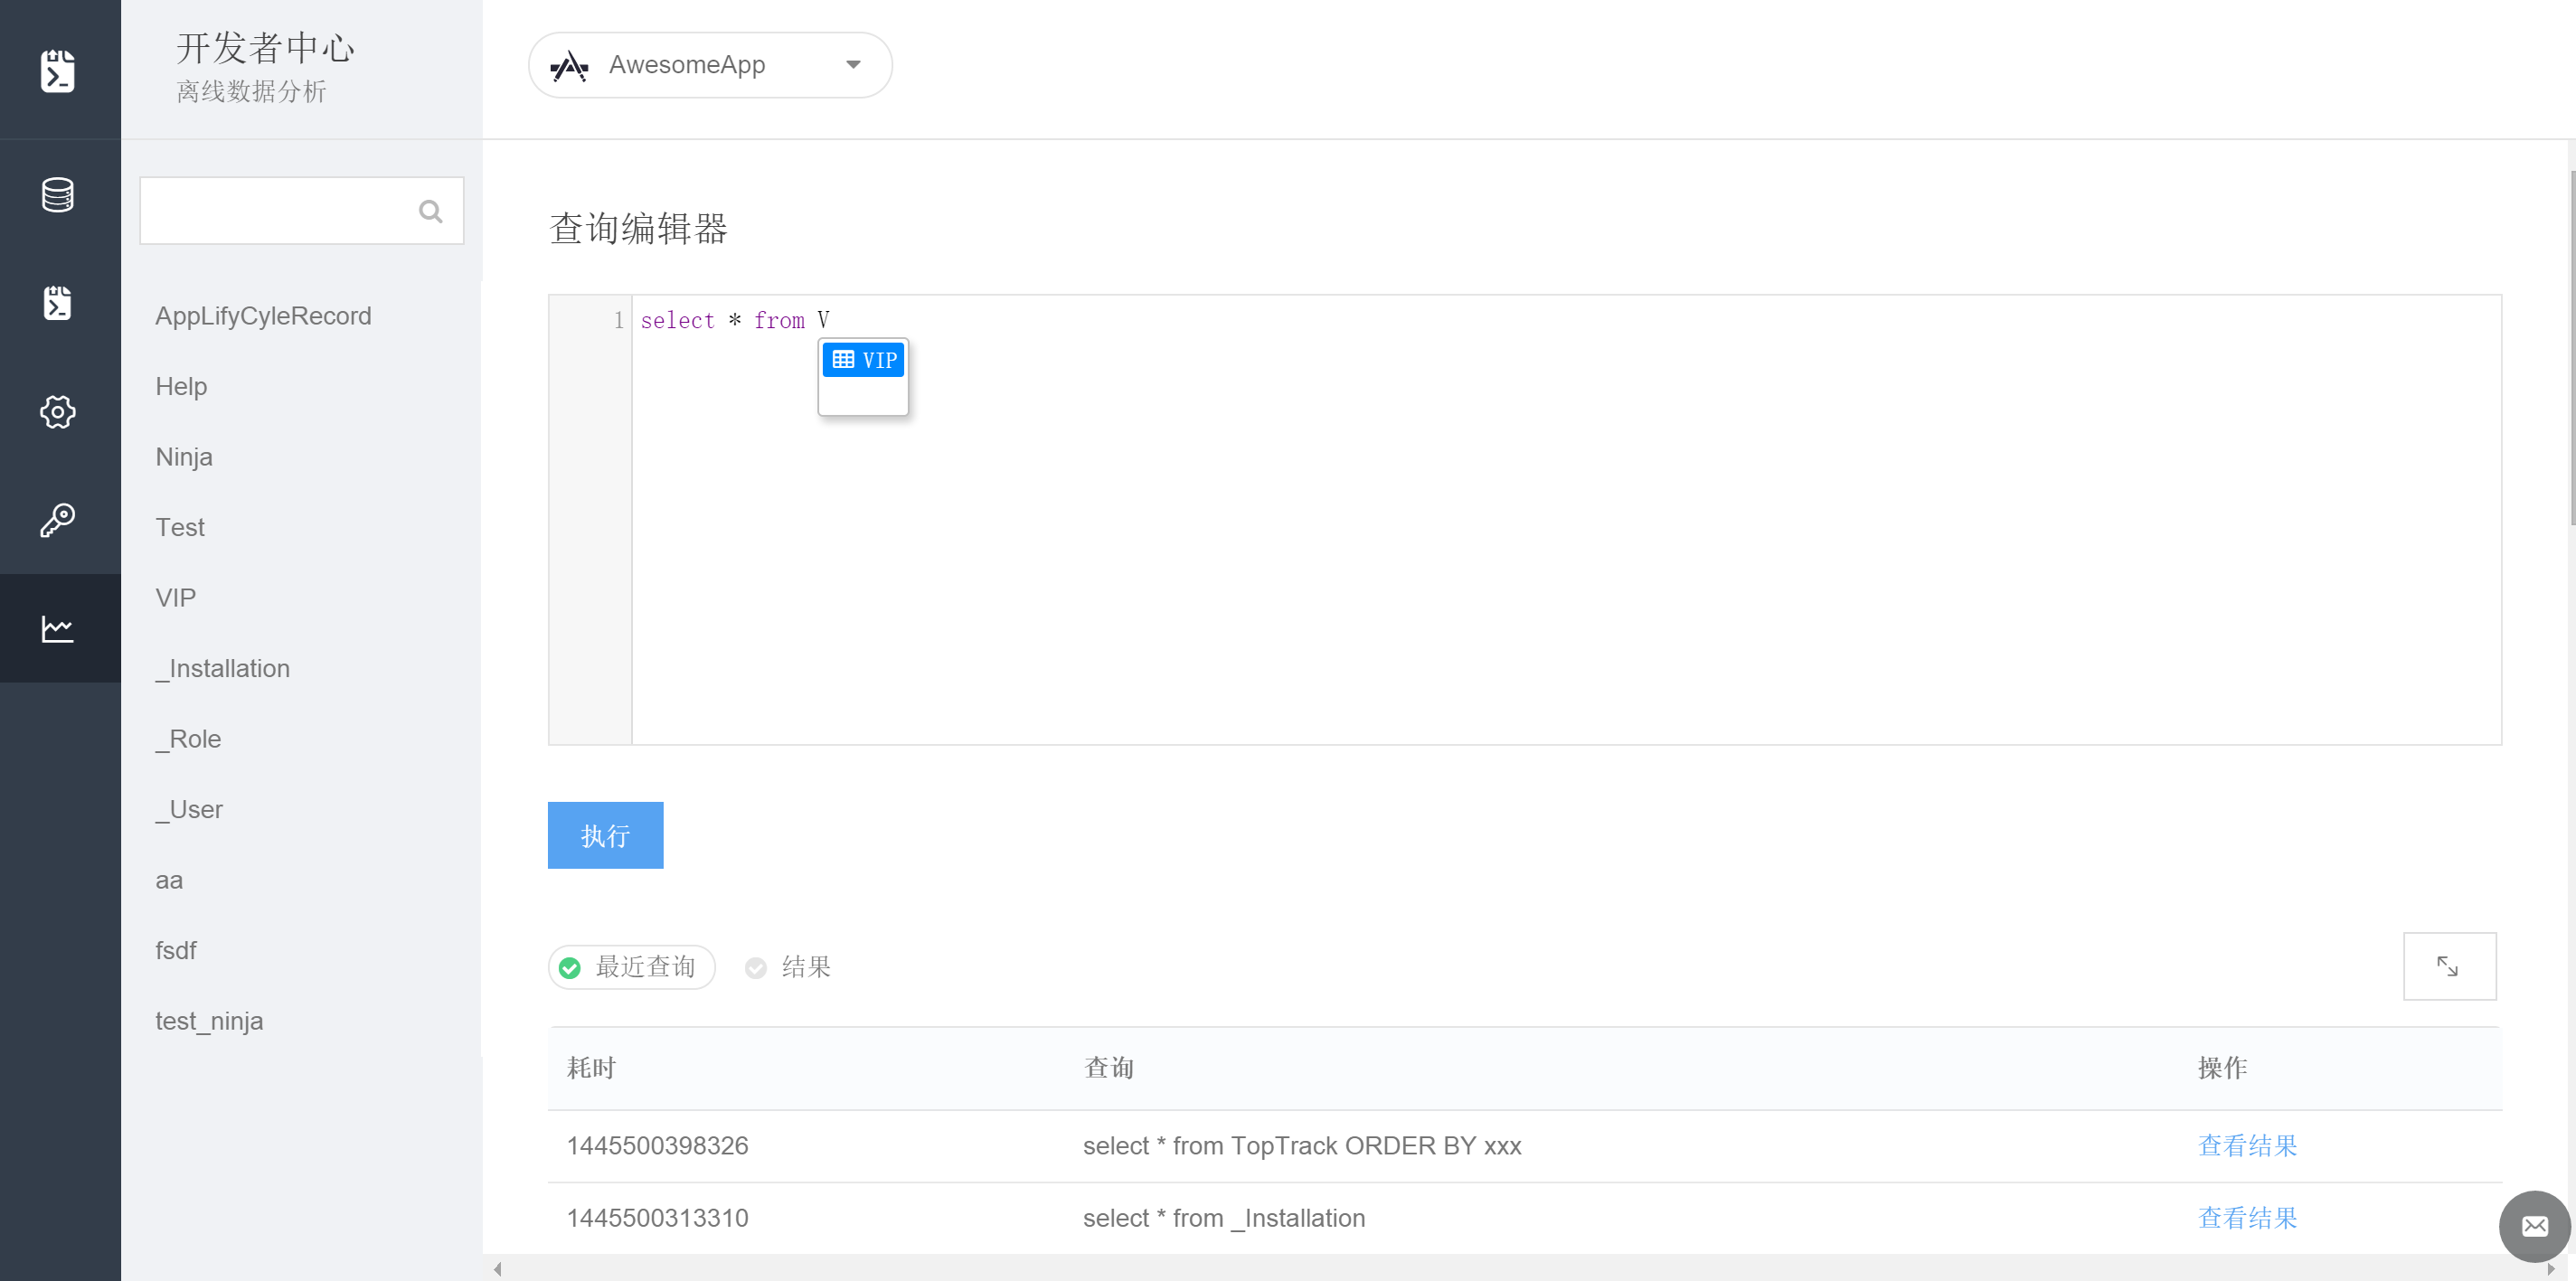 开发者中心
离线数据分析
AwesomeApp
AppLifyCyleRecord
Help
Ninja
Test
VIP
_Installation
_Role
_User
aa
fsdf
test_ninja
查询编辑器
1 select * from V
VIP
执行
最近查询 结果
耗时 查询 操作
1445500398326 select * from TopTrack ORDER BY xxx 查看结果
1445500313310 select * from _Installation 查看结果